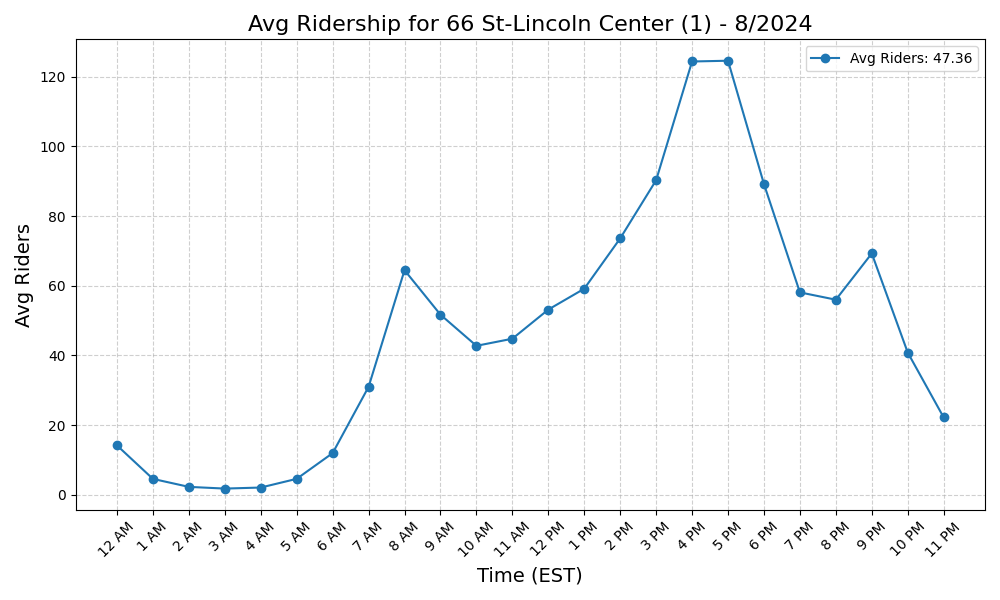 Avg Ridership for 66 St-Lincoln Center (1) - 8/2024
Avg Riders: 47.36
Avg Riders
120
100
80
60
40
20
0
12 AM
1 AM
2 AM
3 AM
4 AM
5 AM
6 AM
7 AM
8 AM
9 AM
10 AM
11 AM
12 PM
1 PM
2 PM
3 PM
4 PM
5 PM
6 PM
7 PM
8 PM
9 PM
10 PM
11 PM
Time (EST)